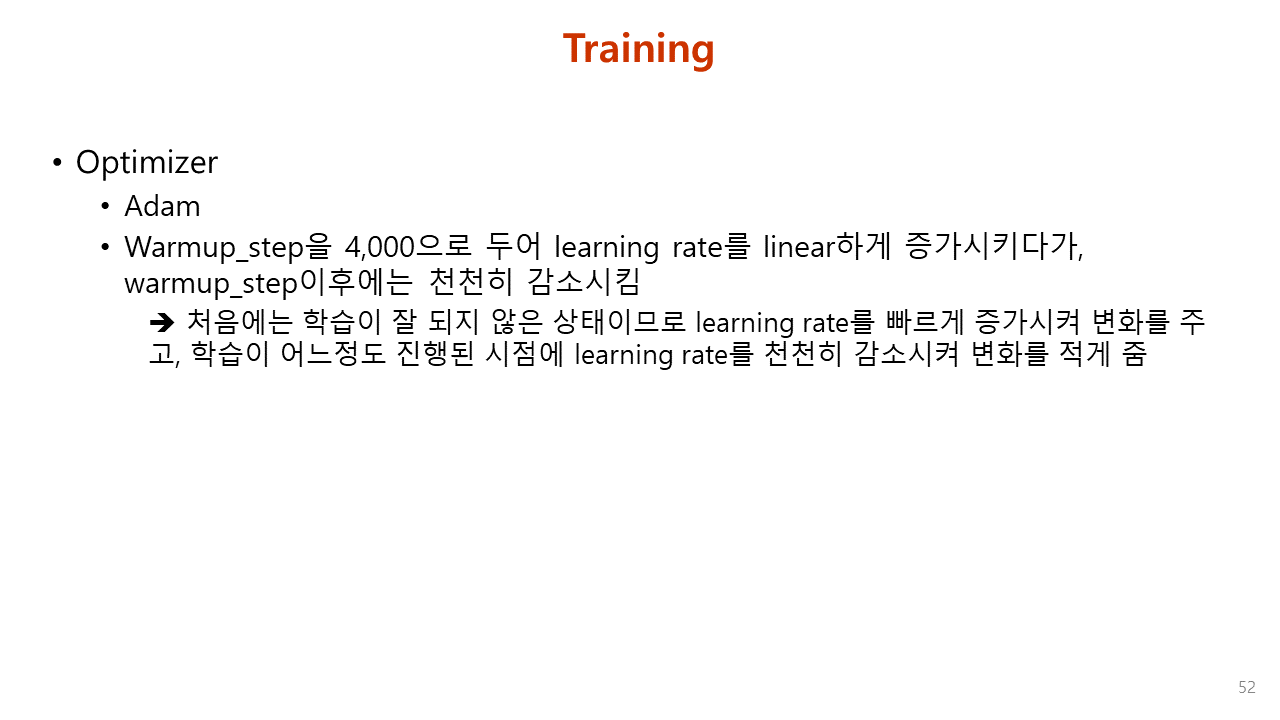 Training
• Optimizer
• Adam
• Warmup_step을 4,000으로 두어 learning rate를 linear하게 증가시키다가,
warmup_step이후에는 천천히 감소시킴
➔ 처음에는 학습이 잘 되지 않은 상태이므로 learning rate를 빠르게 증가시켜 변화를 주
고, 학습이 어느정도 진행된 시점에 learning rate를 천천히 감소시켜 변화를 적게 줌
52